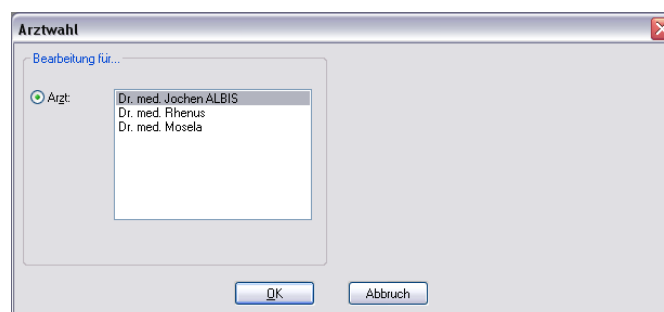 Arztwahl
Bearbeitung für...
Arzt:
Dr. med. Jochen ALBIS
Dr. med. Rhenus
Dr. med. Mosela
OK
Abbruch